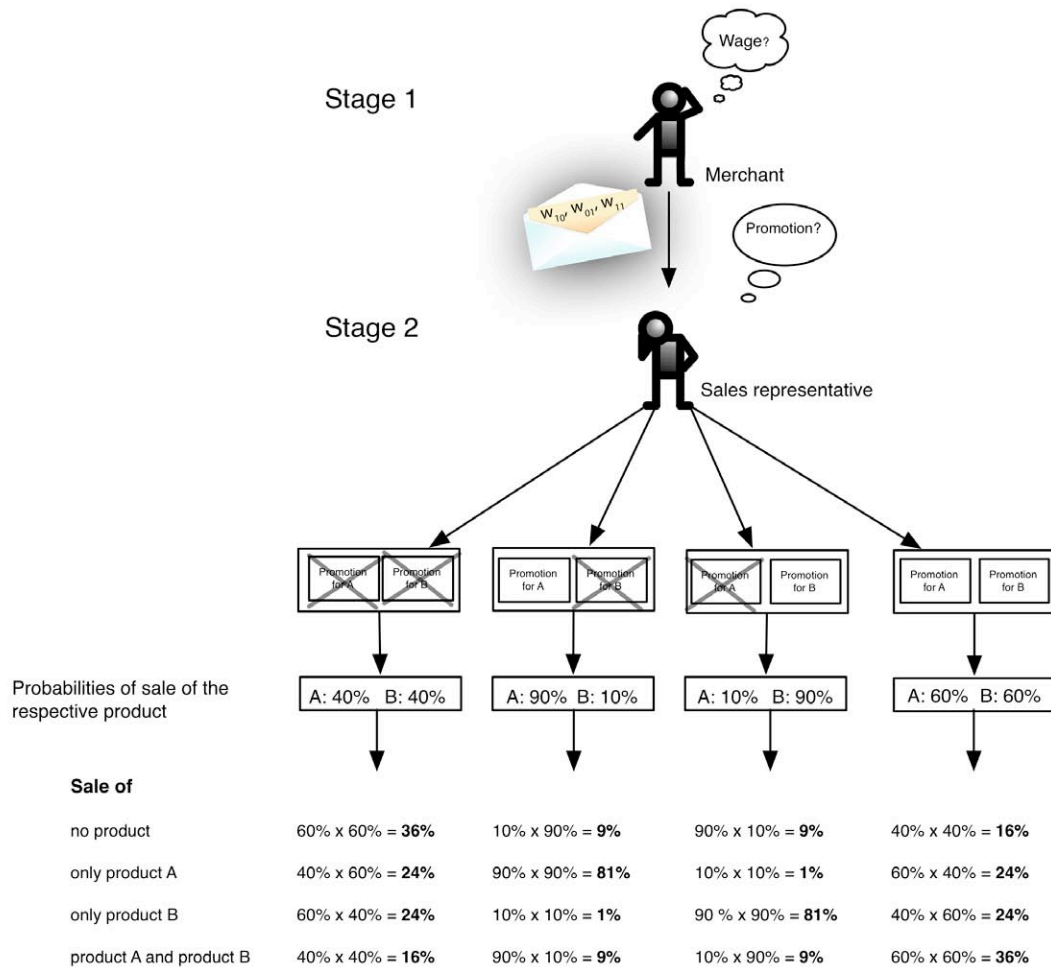 Wage?
Stage 1
Merchant
w10, w01, w11
Promotion?
Stage 2
Sales representative
Promotion for A
Promotion for B
Promotion for A
Promotion for B
Promotion for A
Promotion for B
Promotion for A
Promotion for B
Probabilities of sale of the
respective product
A: 40% B: 40%
A: 90% B: 10%
A: 10% B: 90%
A: 60% B: 60%
Sale of
no product 60% x 60% = 36% 10% x 90% = 9% 90% x 10% = 9% 40% x 40% = 16%
only product A 40% x 60% = 24% 90% x 90% = 81% 10% x 10% = 1% 60% x 40% = 24%
only product B 60% x 40% = 24% 10% x 10% = 1% 90 % x 90% = 81% 40% x 60% = 24%
product A and product B 40% x 40% = 16% 90% x 10% = 9% 10% x 90% = 9% 60% x 60% = 36%